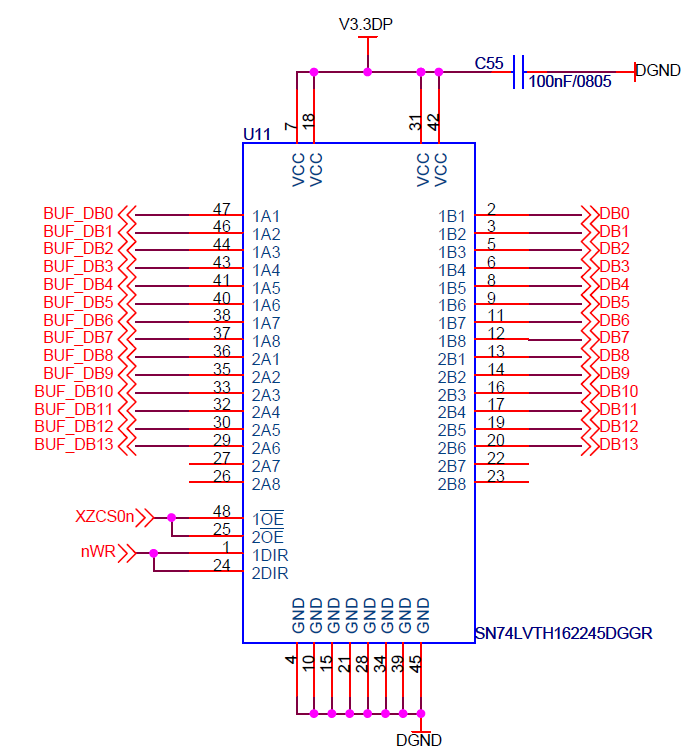 V3.3DP
C55
100nF/0805
DGND
7
18
31
42
U11
VCC
VCC
VCC
VCC
BUF_DB0 47 1A1 1B1 2 DB0
BUF_DB1 46 1A2 1B2 3 DB1
BUF_DB2 44 1A3 1B3 5 DB2
BUF_DB3 43 1A4 1B4 6 DB3
BUF_DB4 41 1A5 1B5 8 DB4
BUF_DB5 40 1A6 1B6 9 DB5
BUF_DB6 38 1A7 1B7 11 DB6
BUF_DB7 37 1A8 1B8 12 DB7
BUF_DB8 36 2A1 2B1 13 DB8
BUF_DB9 35 2A2 2B2 14 DB9
BUF_DB10 33 2A3 2B3 16 DB10
BUF_DB11 32 2A4 2B4 17 DB11
BUF_DB12 30 2A5 2B5 19 DB12
BUF_DB13 29 2A6 2B6 20 DB13
27 2A7 2B7 22
26 2A8 2B8 23
XZCS0n 48 1OE
25 2OE
nWR 1 1DIR
24 2DIR
GND
GND
GND
GND
GND
GND
GND
GND
SN74LVTH162245DGGR
4
10
15
21
28
34
39
45
DGND